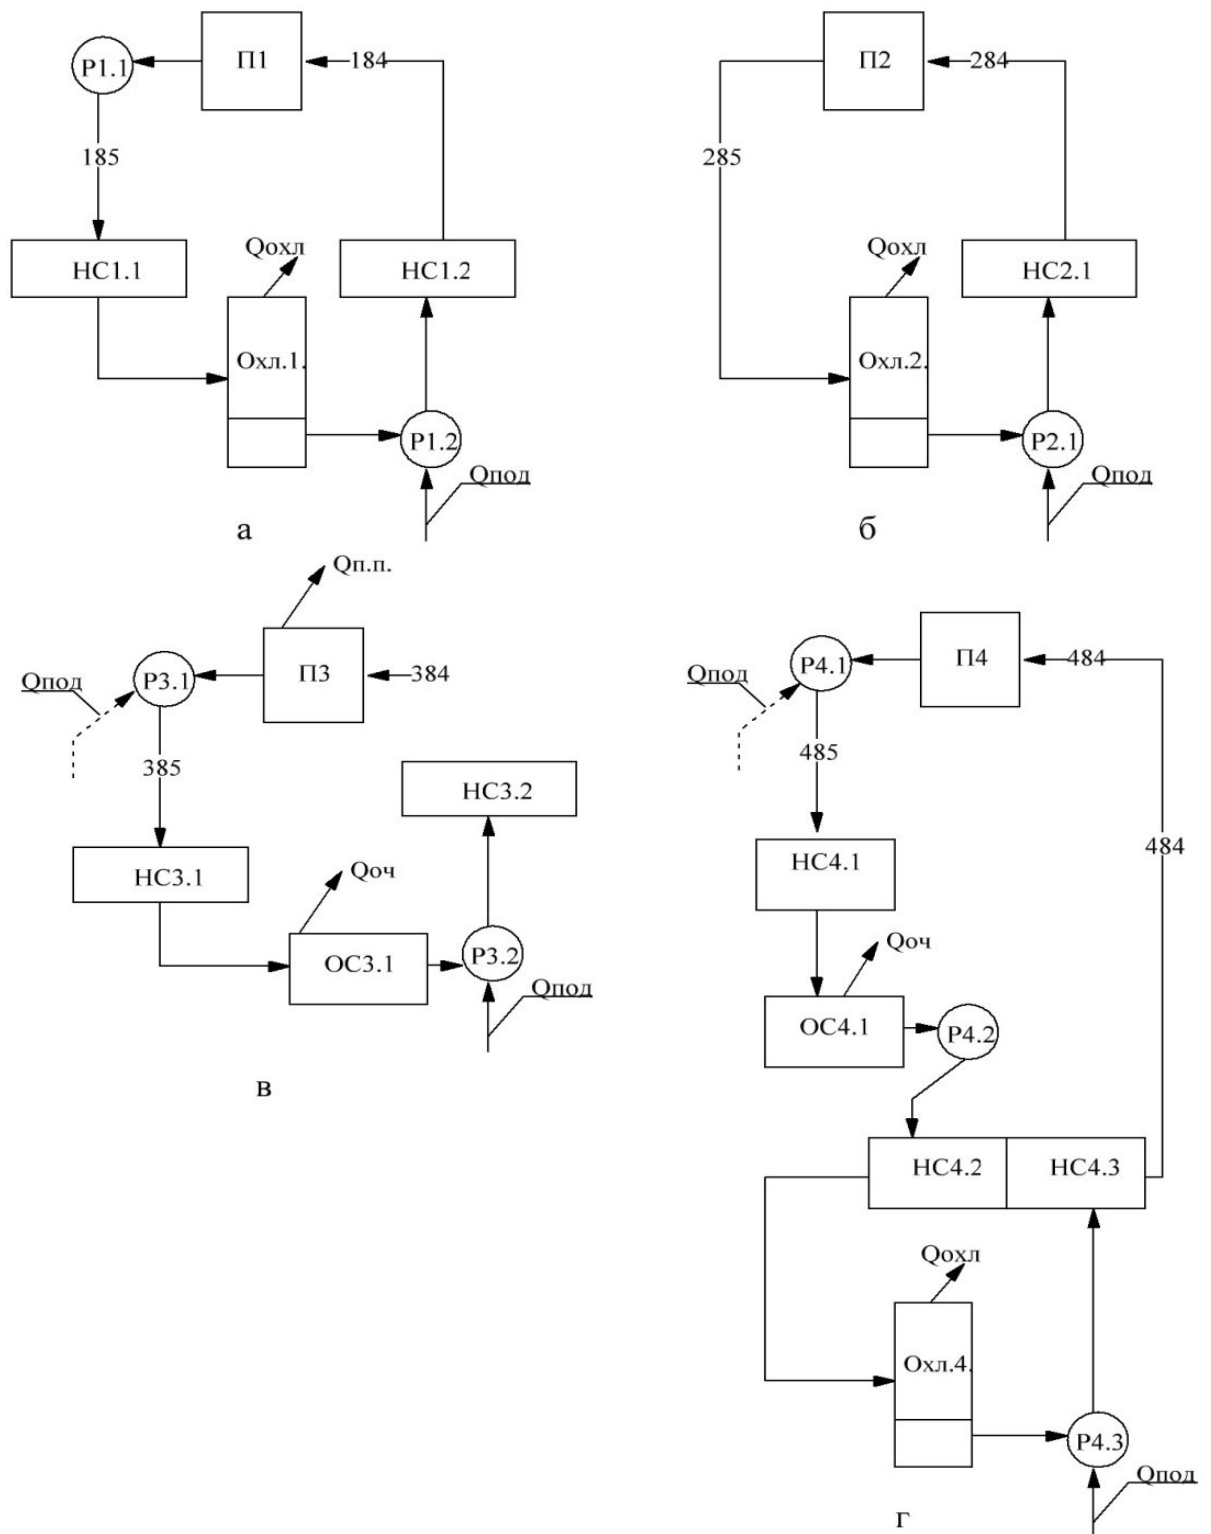 П1
Р1.1
184
185
НС1.1
Qохл
НС1.2
Охл.1.
Р1.2
Qпод
а
П2
284
285
Qохл
НС2.1
Охл.2.
Р2.1
Qпод
б
Qп.п.
П3
384
Р3.1
Qпод
385
НС3.2
НС3.1
Qоч
ОС3.1
Р3.2
Qпод
в
П4
484
Р4.1
Qпод
485
484
НС4.1
Qоч
ОС4.1
Р4.2
НС4.2
НС4.3
Qохл
Охл.4.
Р4.3
Qпод
г